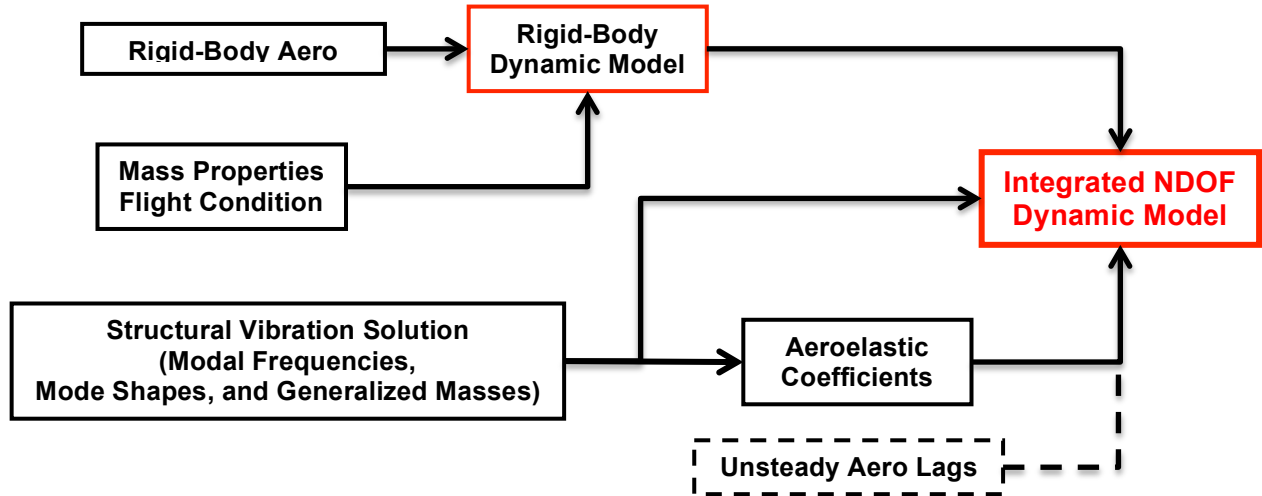 Rigid-Body Aero
Rigid-Body
Dynamic Model
Mass Properties
Flight Condition
Integrated NDOF
Dynamic Model
Structural Vibration Solution
(Modal Frequencies,
Mode Shapes, and Generalized Masses)
Aeroelastic
Coefficients
Unsteady Aero Lags